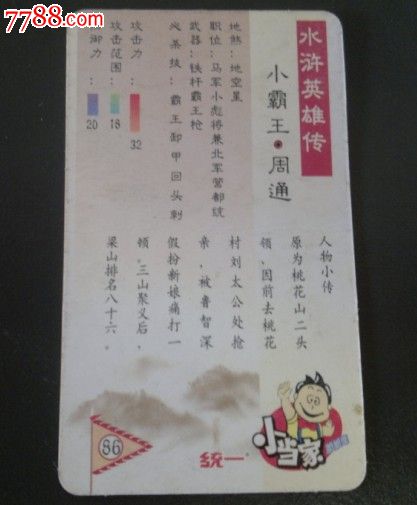 7788.com
水浒英雄传
小霸王·周通
地煞:地空星
职位:马军小彪将兼北军营都统
武器:铁杆霸王枪
必杀技:霸王卸甲回头刺
攻击力:32
攻击范围:18
御力:20
人物小传
原为桃花山二头
领、因前去桃花
村刘太公处抢
亲,被鲁智深
假扮新娘痛打一
顿。三山聚义后,
梁山排名八十六。
86
统一
小当家